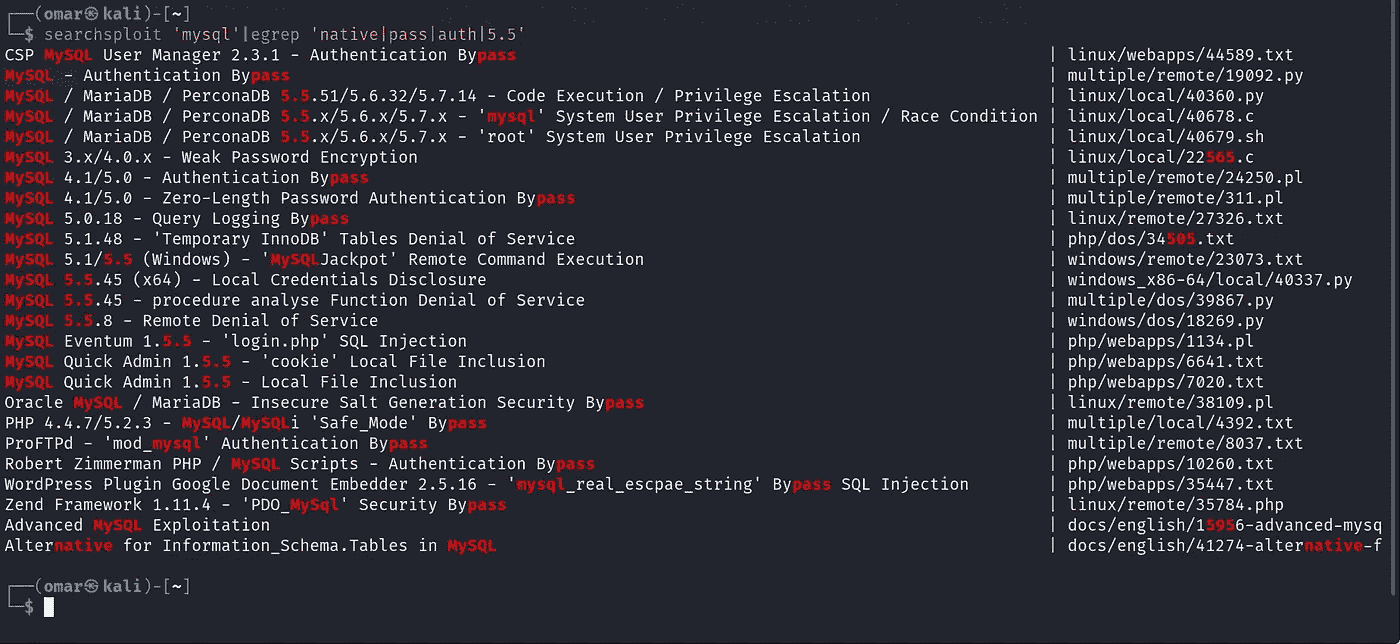 ┌──(omar㉿kali)-[~]
└─$ searchsploit 'mysql'|egrep 'native|pass|auth|5.5'
CSP MySQL User Manager 2.3.1 - Authentication Bypass | linux/webapps/44589.txt
MySQL - Authentication Bypass | multiple/remote/19092.py
MySQL / MariaDB / PerconaDB 5.5.51/5.6.32/5.7.14 - Code Execution / Privilege Escalation | linux/local/40360.py
MySQL / MariaDB / PerconaDB 5.5.x/5.6.x/5.7.x - 'mysql' System User Privilege Escalation / Race Condition | linux/local/40678.c
MySQL / MariaDB / PerconaDB 5.5.x/5.6.x/5.7.x - 'root' System User Privilege Escalation | linux/local/40679.sh
MySQL 3.x/4.0.x - Weak Password Encryption | linux/local/22565.c
MySQL 4.1/5.0 - Authentication Bypass | multiple/remote/24250.pl
MySQL 4.1/5.0 - Zero-Length Password Authentication Bypass | multiple/remote/311.pl
MySQL 5.0.18 - Query Logging Bypass | linux/remote/27326.txt
MySQL 5.1.48 - 'Temporary InnoDB' Tables Denial of Service | php/dos/34505.txt
MySQL 5.1/5.5 (Windows) - 'MySQLJackpot' Remote Command Execution | windows/remote/23073.txt
MySQL 5.5.45 (x64) - Local Credentials Disclosure | windows_x86-64/local/40337.py
MySQL 5.5.45 - procedure analyse Function Denial of Service | multiple/dos/39867.py
MySQL 5.5.8 - Remote Denial of Service | windows/dos/18269.py
MySQL Eventum 1.5.5 - 'login.php' SQL Injection | php/webapps/1134.pl
MySQL Quick Admin 1.5.5 - 'cookie' Local File Inclusion | php/webapps/6641.txt
MySQL Quick Admin 1.5.5 - Local File Inclusion | php/webapps/7020.txt
Oracle MySQL / MariaDB - Insecure Salt Generation Security Bypass | linux/remote/38109.pl
PHP 4.4.7/5.2.3 - MySQL/MySQLi 'Safe_Mode' Bypass | multiple/local/4392.txt
ProFTPd - 'mod_mysql' Authentication Bypass | multiple/remote/8037.txt
Robert Zimmerman PHP / MySQL Scripts - Authentication Bypass | php/webapps/10260.txt
WordPress Plugin Google Document Embedder 2.5.16 - 'mysql_real_escpae_string' Bypass SQL Injection | php/webapps/35447.txt
Zend Framework 1.11.4 - 'PDO_MySql' Security Bypass | linux/remote/35784.php
Advanced MySQL Exploitation | docs/english/15956-advanced-mysq
Alternative for Information_Schema.Tables in MySQL | docs/english/41274-alternative-f
┌──(omar㉿kali)-[~]
└─$